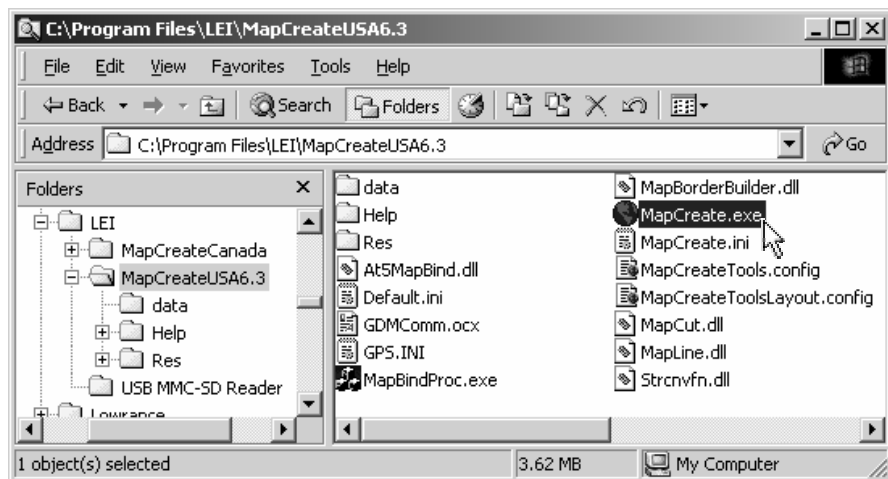 C:\Program Files\LEI\MapCreateUSA6.3
File Edit View Favorites Tools Help
Back Search Folders
Address C:\Program Files\LEI\MapCreateUSA6.3 Go
Folders
LEI
MapCreateCanada
MapCreateUSA6.3
data
Help
Res
USB MMC-SD Reader
Lowrance
data
Help
Res
At5MapBind.dll
Default.ini
GDMComm.ocx
GPS.INI
MapBindProc.exe
MapBorderBuilder.dll
MapCreate.exe
MapCreate.ini
MapCreateTools.config
MapCreateToolsLayout.config
MapCut.dll
MapLine.dll
Strcnvfn.dll
1 object(s) selected 3.62 MB My Computer